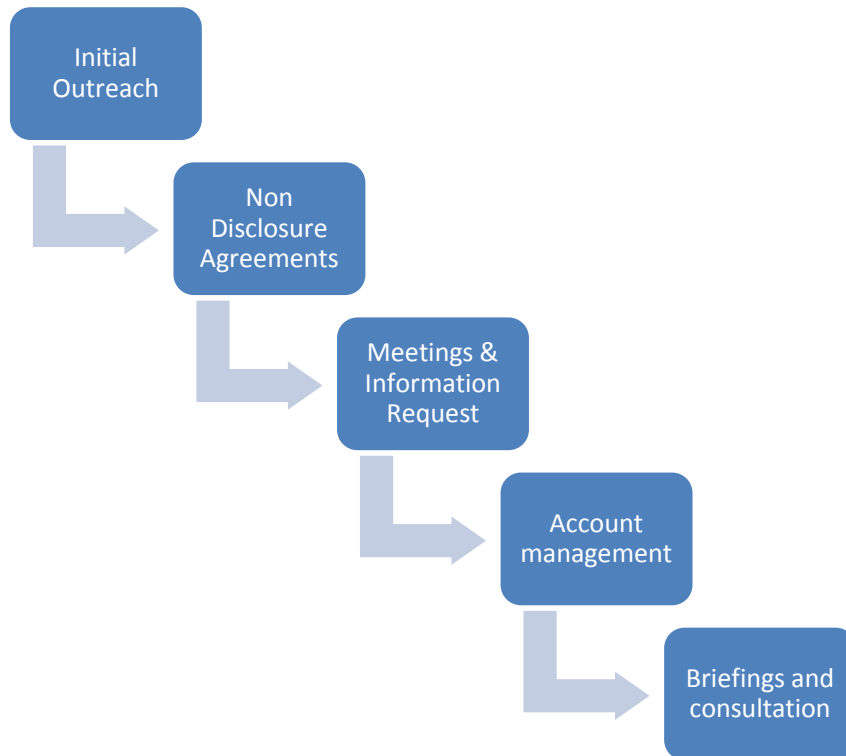 Initial
Outreach
Non
Disclosure
Agreements
Meetings &
Information
Request
Account
management
Briefings and
consultation